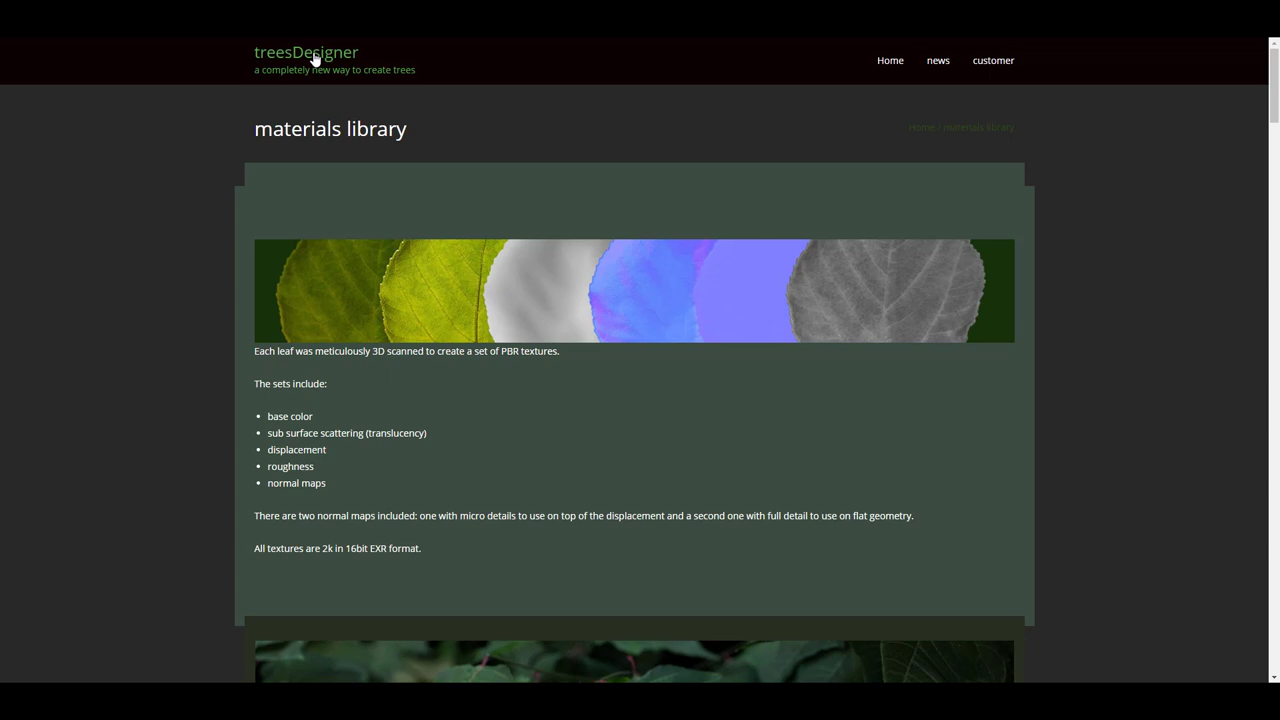 treesDesigner
a completely new way to create trees
Home news customer
materials library
Home / materials library
Each leaf was meticulously 3D scanned to create a set of PBR textures.
The sets include:
base color
sub surface scattering (translucency)
displacement
roughness
normal maps
There are two normal maps included: one with micro details to use on top of the displacement and a second one with full detail to use on flat geometry.
All textures are 2k in 16bit EXR format.